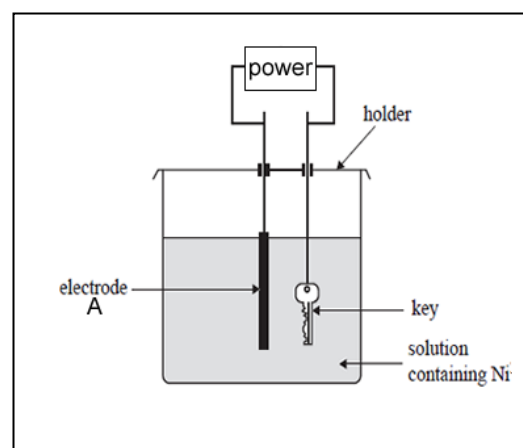 power
holder
electrode
A
key
solution
containing Ni